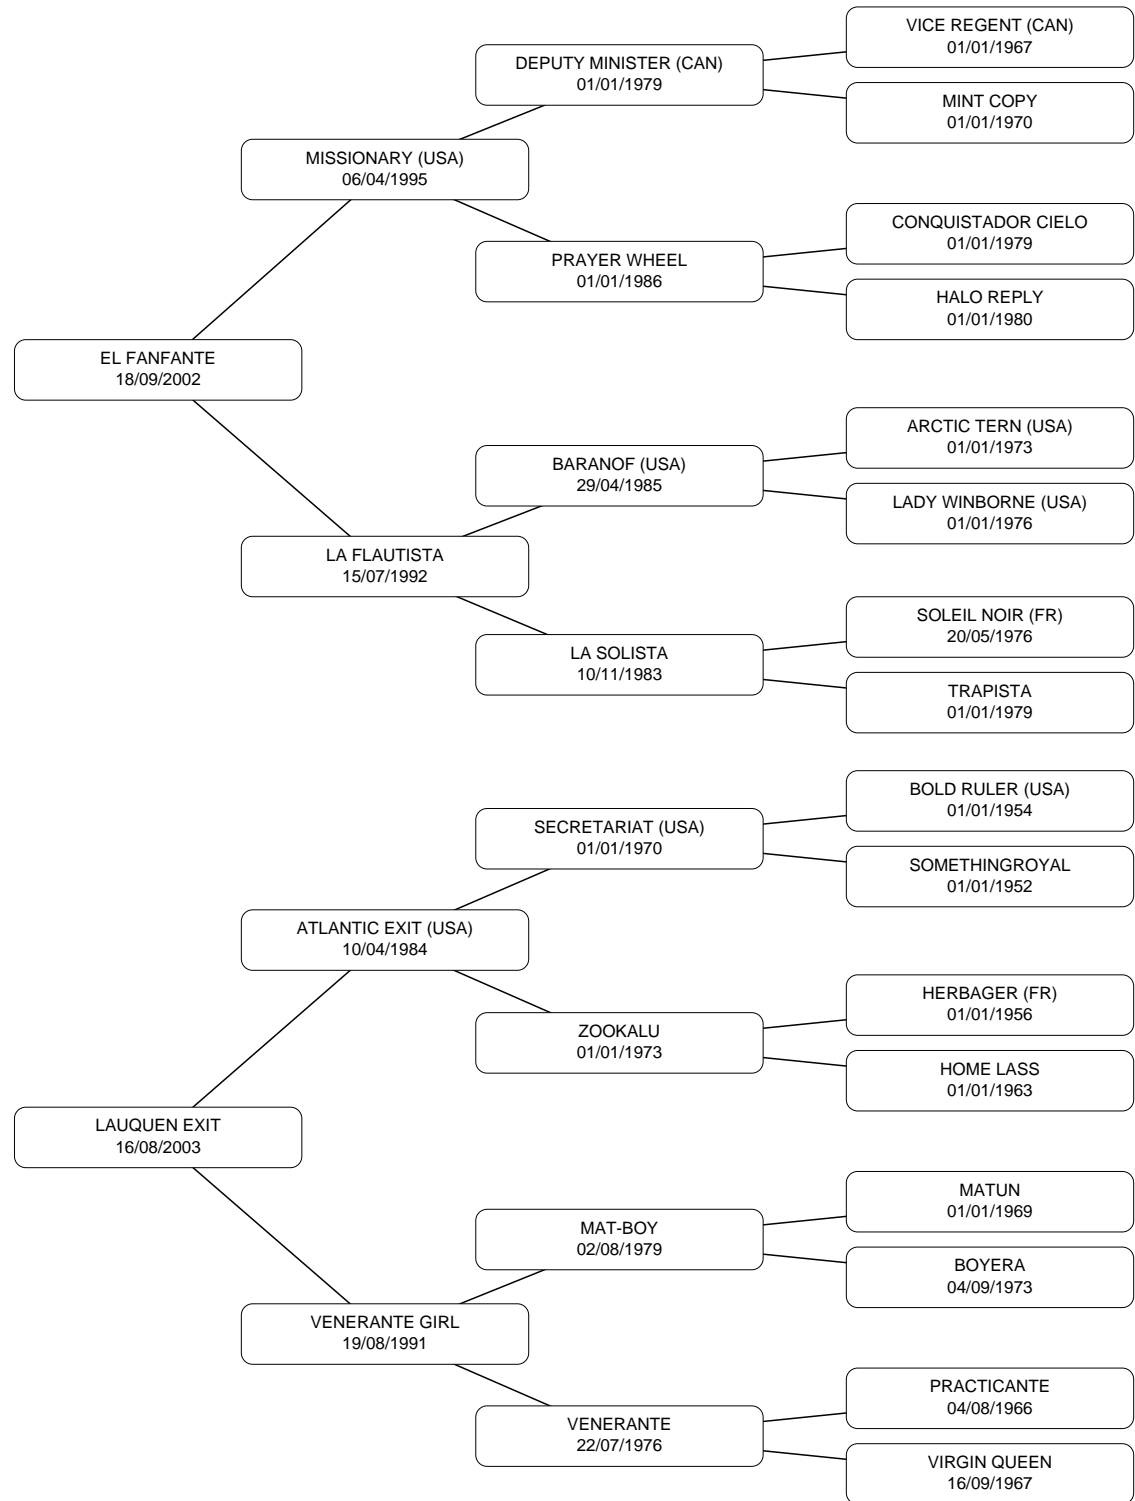 VICE REGENT (CAN)
01/01/1967
DEPUTY MINISTER (CAN)
01/01/1979
MINT COPY
01/01/1970
MISSIONARY (USA)
06/04/1995
CONQUISTADOR CIELO
01/01/1979
PRAYER WHEEL
01/01/1986
HALO REPLY
01/01/1980
EL FANFANTE
18/09/2002
ARCTIC TERN (USA)
01/01/1973
BARANOF (USA)
29/04/1985
LADY WINBORNE (USA)
01/01/1976
LA FLAUTISTA
15/07/1992
SOLEIL NOIR (FR)
20/05/1976
LA SOLISTA
10/11/1983
TRAPISTA
01/01/1979
BOLD RULER (USA)
01/01/1954
SECRETARIAT (USA)
01/01/1970
SOMETHINGROYAL
01/01/1952
ATLANTIC EXIT (USA)
10/04/1984
HERBAGER (FR)
01/01/1956
ZOOKALU
01/01/1973
HOME LASS
01/01/1963
LAUQUEN EXIT
16/08/2003
MATUN
01/01/1969
MAT-BOY
02/08/1979
BOYERA
04/09/1973
VENERANTE GIRL
19/08/1991
PRACTICANTE
04/08/1966
VENERANTE
22/07/1976
VIRGIN QUEEN
16/09/1967